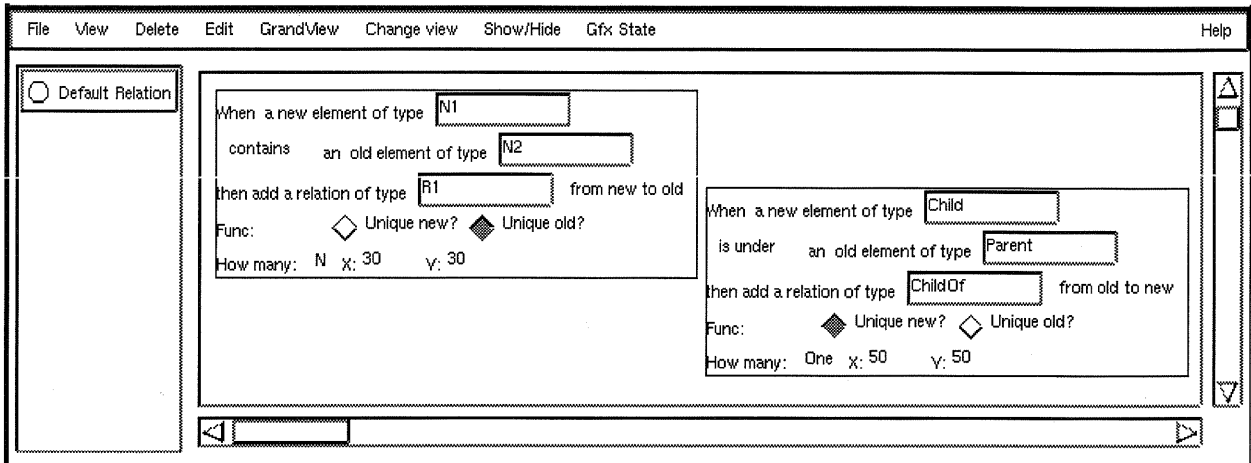 File View Delete Edit GrandView Change view Show/Hide Gfx State Help
Default Relation
When a new element of type N1
contains an old element of type N2
then add a relation of type R1 from new to old
Func: Unique new? Unique old?
How many: N X: 30 Y: 30
When a new element of type Child
is under an old element of type Parent
then add a relation of type ChildOf from old to new
Func: Unique new? Unique old?
How many: One X: 50 Y: 50